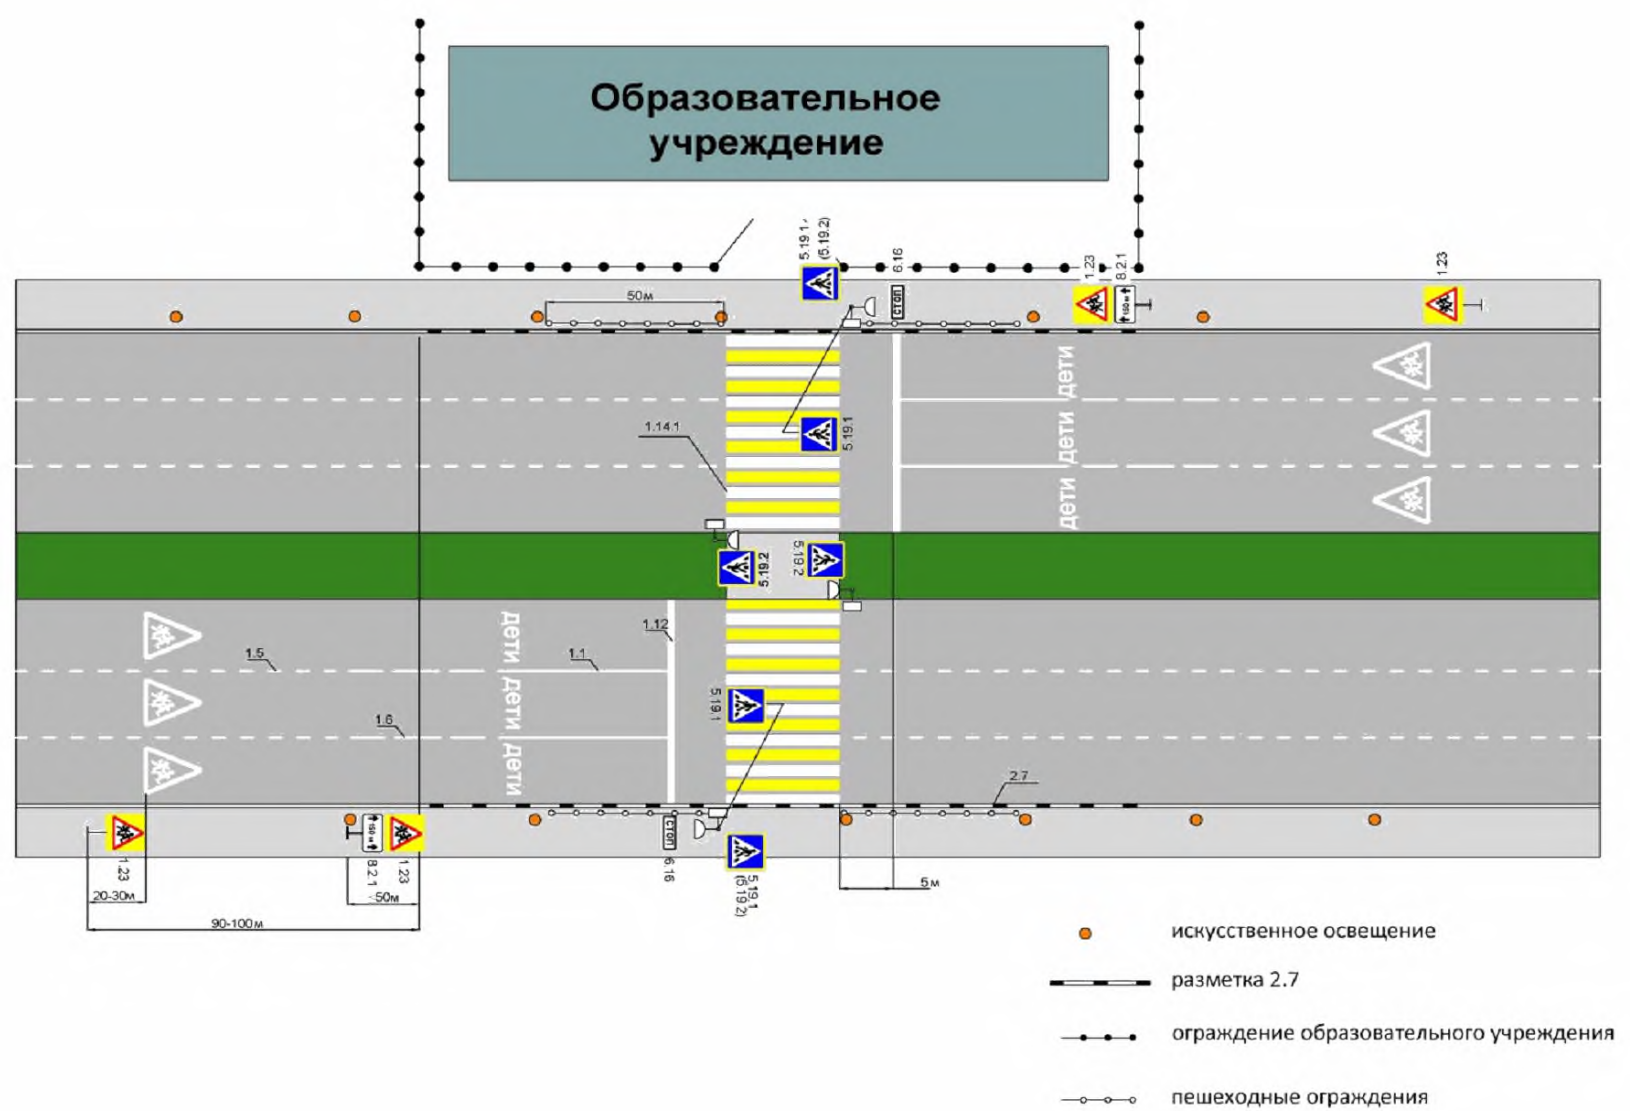 Образовательное
учреждение
5.19.1
(5.19.2)
6.16
1.23
8.2.1
1.23
50м
СТОП
150 м
дети
дети
дети
1.14.1
5.19.1
5.19.2
5.19.2
1.12
дети
дети
дети
1.5
1.1
1.6
5.19.1
2.7
150 м
СТОП
1.23
8.2.1
1.23
6.16
5.19.1
(5.19.2)
20-30м
50м
5м
90-100м
искусственное освещение
разметка 2.7
ограждение образовательного учреждения
пешеходные ограждения